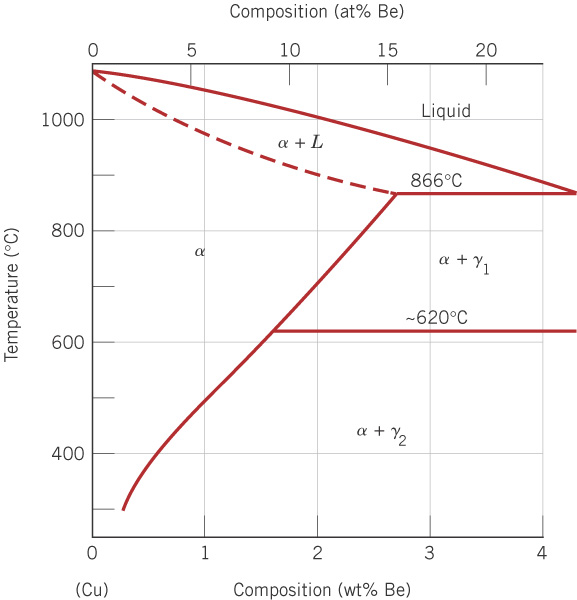 Composition (at% Be)
0 5 10 15 20
1000
Liquid
α + L
866°C
800
α
α + γ1
Temperature (°C)
~620°C
600
α + γ2
400
0 1 2 3 4
(Cu) Composition (wt% Be)